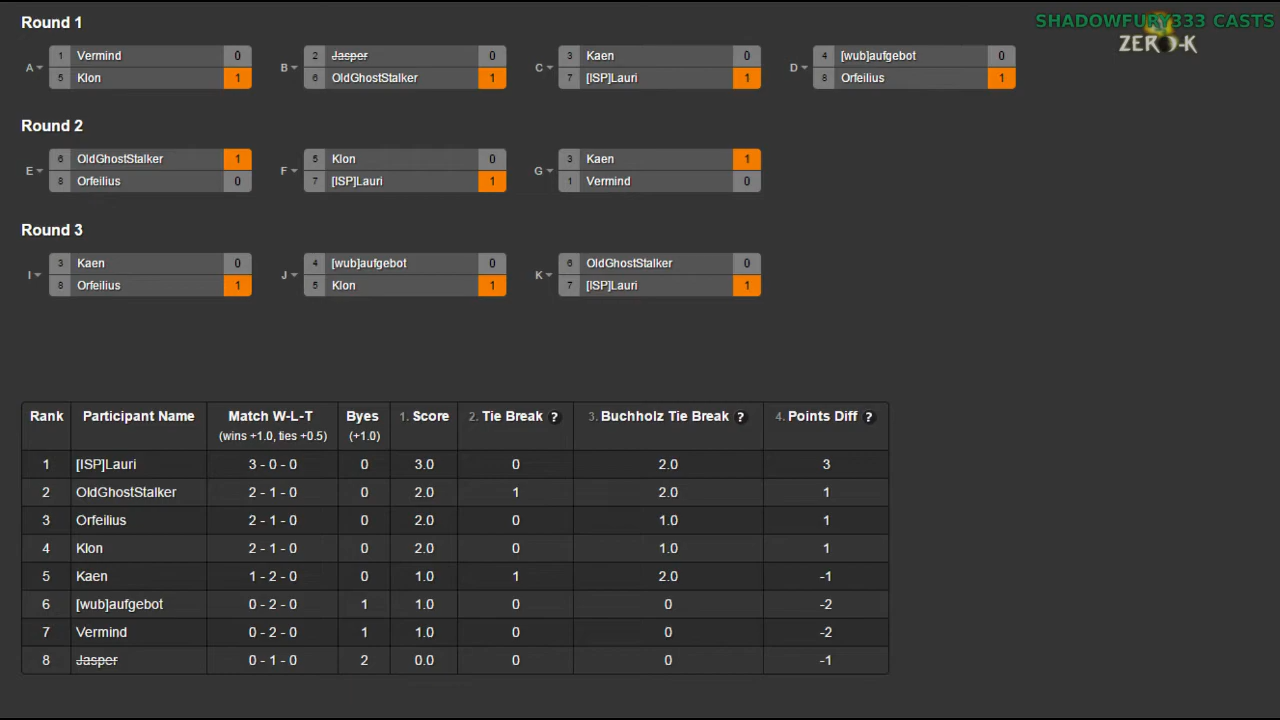 SHADOWFURY333 CASTS
ZERO-K
Round 1
A 1 Vermind 0
5 Klon 1
B 2 Jasper 0
6 OldGhostStalker 1
C 3 Kaen 0
7 [ISP]Lauri 1
D 4 [wub]aufgebot 0
8 Orfeilius 1
Round 2
E 6 OldGhostStalker 1
8 Orfeilius 0
F 5 Klon 0
7 [ISP]Lauri 1
G 3 Kaen 1
1 Vermind 0
Round 3
I 3 Kaen 0
8 Orfeilius 1
J 4 [wub]aufgebot 0
5 Klon 1
K 6 OldGhostStalker 0
7 [ISP]Lauri 1
Rank Participant Name Match W-L-T Byes 1. Score 2. Tie Break ? 3. Buchholz Tie Break ? 4. Points Diff ?
(wins +1.0, ties +0.5) (+1.0)
1 [ISP]Lauri 3 - 0 - 0 0 3.0 0 2.0 3
2 OldGhostStalker 2 - 1 - 0 0 2.0 1 2.0 1
3 Orfeilius 2 - 1 - 0 0 2.0 0 1.0 1
4 Klon 2 - 1 - 0 0 2.0 0 1.0 1
5 Kaen 1 - 2 - 0 0 1.0 1 2.0 -1
6 [wub]aufgebot 0 - 2 - 0 1 1.0 0 0 -2
7 Vermind 0 - 2 - 0 1 1.0 0 0 -2
8 Jasper 0 - 1 - 0 2 0.0 0 0 -1